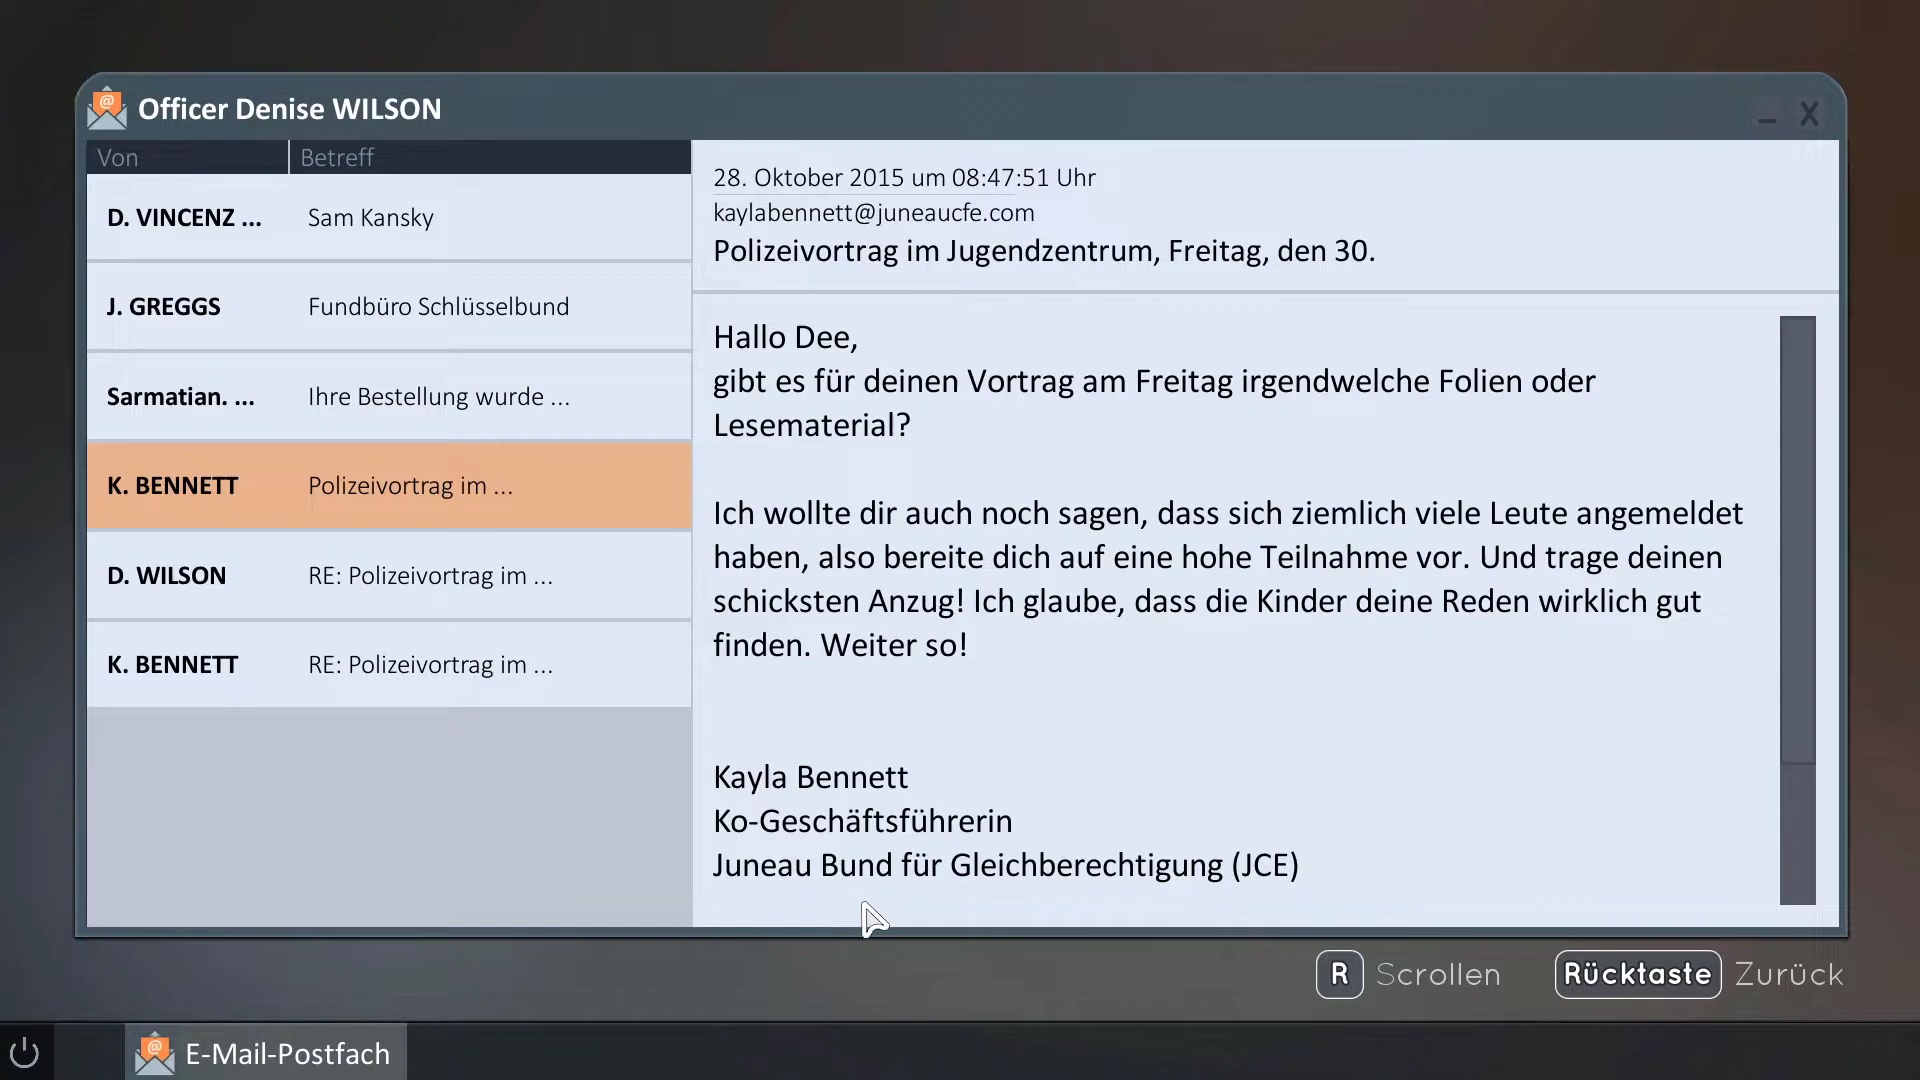 Officer Denise WILSON
Von Betreff
D. VINCENZ ... Sam Kansky
J. GREGGS Fundbüro Schlüsselbund
Sarmatian. ... Ihre Bestellung wurde ...
K. BENNETT Polizeivortrag im ...
D. WILSON RE: Polizeivortrag im ...
K. BENNETT RE: Polizeivortrag im ...
28. Oktober 2015 um 08:47:51 Uhr
kaylabennett@juneaucfe.com
Polizeivortrag im Jugendzentrum, Freitag, den 30.
Hallo Dee,
gibt es für deinen Vortrag am Freitag irgendwelche Folien oder
Lesematerial?
Ich wollte dir auch noch sagen, dass sich ziemlich viele Leute angemeldet
haben, also bereite dich auf eine hohe Teilnahme vor. Und trage deinen
schicksten Anzug! Ich glaube, dass die Kinder deine Reden wirklich gut
finden. Weiter so!
Kayla Bennett
Ko-Geschäftsführerin
Juneau Bund für Gleichberechtigung (JCE)
R Scrollen Rücktaste Zurück
E-Mail-Postfach